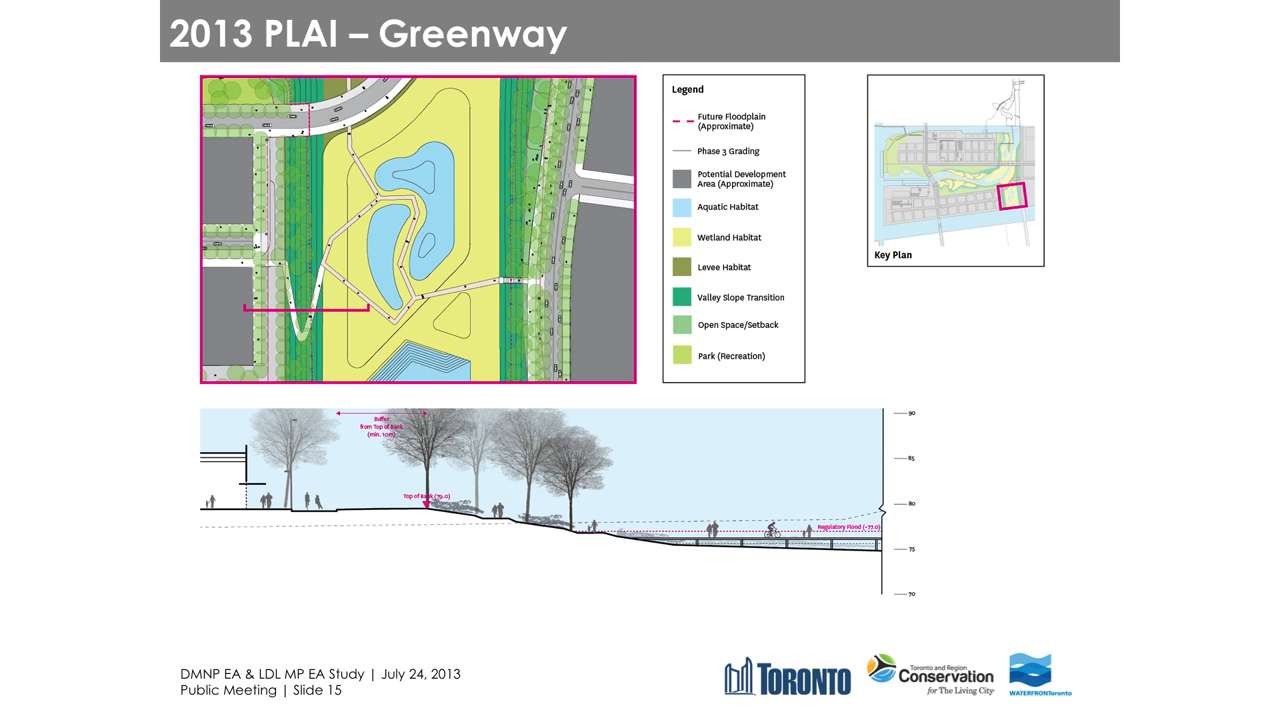 2013 PLAI – Greenway
Legend
Future Floodplain
(Approximate)
Phase 3 Grading
Potential Development
Area (Approximate)
Aquatic Habitat
Wetland Habitat
Levee Habitat
Valley Slope Transition
Open Space/Setback
Park (Recreation)
Key Plan
Buffer
from Top of Bank
(min. 10m)
Top of Bank (79.0)
Regulatory Flood (~77.0)
90
85
80
75
70
DMNP EA & LDL MP EA Study | July 24, 2013
Public Meeting | Slide 15
TORONTO
Toronto and Region
Conservation
for The Living City
WATERFRONToronto